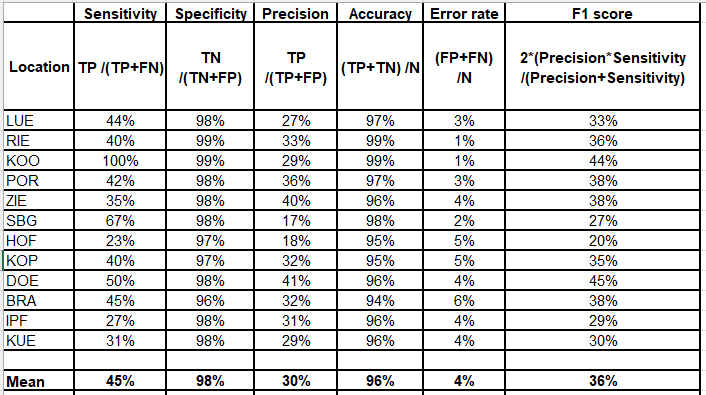 Sensitivity Specificity Precision Accuracy Error rate F1 score
Location TP /(TP+FN) TN /(TN+FP) TP /(TP+FP) (TP+TN) /N (FP+FN) /N 2*(Precision*Sensitivity /(Precision+Sensitivity)
LUE 44% 98% 27% 97% 3% 33%
RIE 40% 99% 33% 99% 1% 36%
KOO 100% 99% 29% 99% 1% 44%
POR 42% 98% 36% 97% 3% 38%
ZIE 35% 98% 40% 96% 4% 38%
SBG 67% 98% 17% 98% 2% 27%
HOF 23% 97% 18% 95% 5% 20%
KOP 40% 97% 32% 95% 5% 35%
DOE 50% 98% 41% 96% 4% 45%
BRA 45% 96% 32% 94% 6% 38%
IPF 27% 98% 31% 96% 4% 29%
KUE 31% 98% 29% 96% 4% 30%
Mean 45% 98% 30% 96% 4% 36%